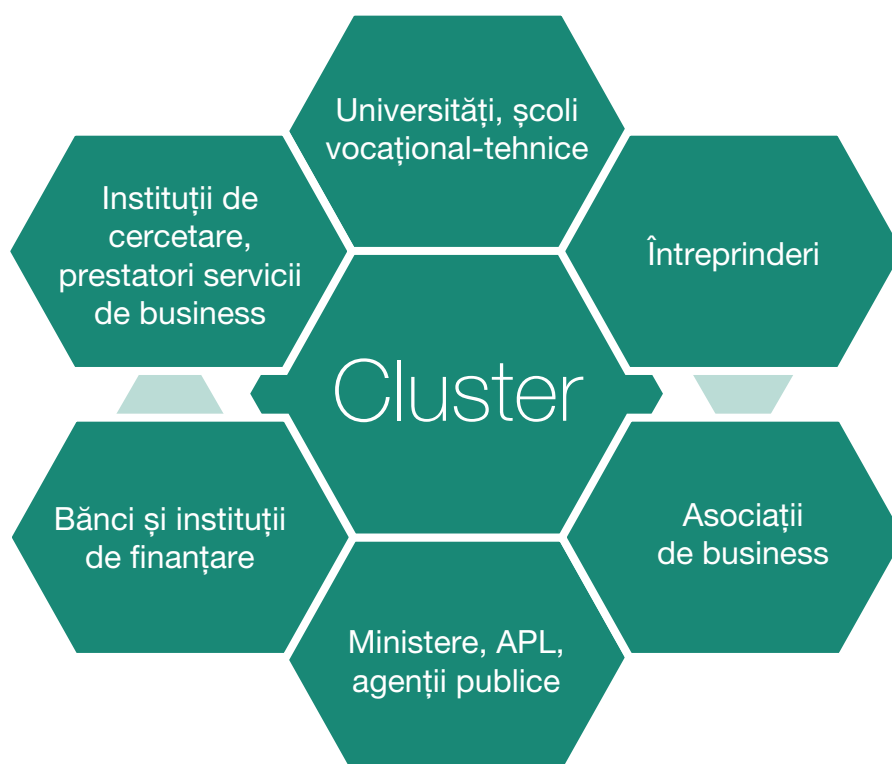 Universități, școli
vocațional-tehnice
Instituții de
cercetare,
prestatori servicii
de business
Întreprinderi
Cluster
Bănci și instituții
de finanțare
Asociații
de business
Ministere, APL,
agenții publice